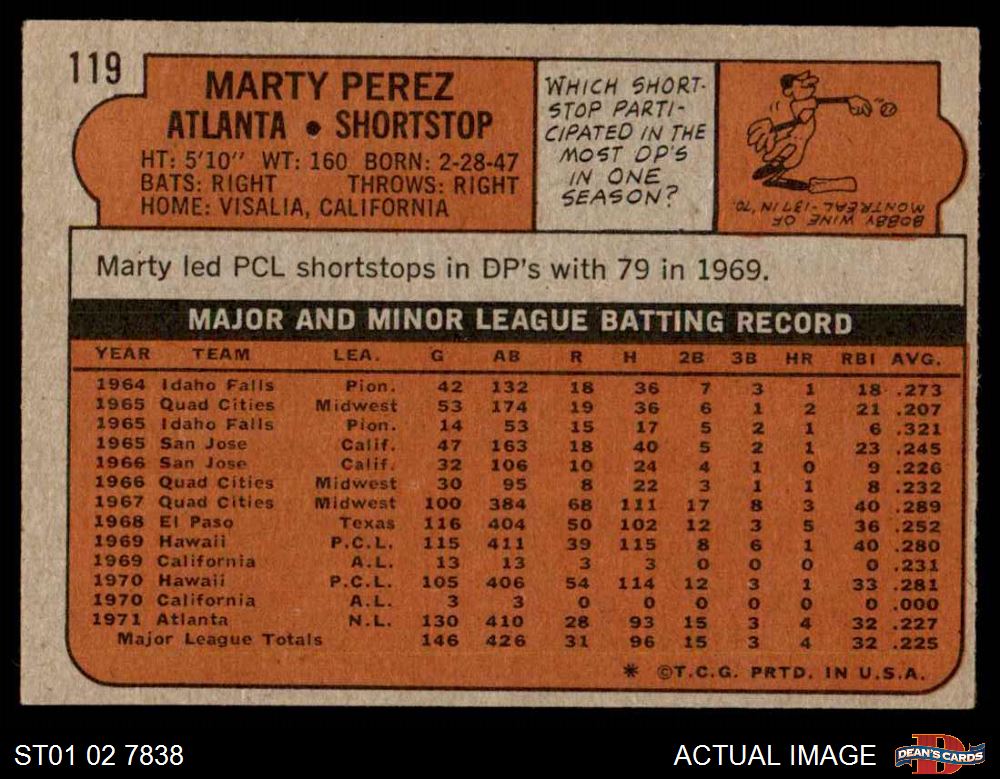 119
MARTY PEREZ
ATLANTA • SHORTSTOP
HT: 5'10" WT: 160 BORN: 2-28-47
BATS: RIGHT THROWS: RIGHT
HOME: VISALIA, CALIFORNIA
WHICH SHORT-
STOP PARTI-
CIPATED IN THE
MOST DP'S
IN ONE
SEASON?
BOBBY WINE OF
MONTREAL-137 IN '70.
Marty led PCL shortstops in DP's with 79 in 1969.
MAJOR AND MINOR LEAGUE BATTING RECORD
YEAR TEAM LEA. G AB R H 2B 3B HR RBI AVG.
1964 Idaho Falls Pion. 42 132 18 36 7 3 1 18 .273
1965 Quad Cities Midwest 53 174 19 36 6 1 2 21 .207
1965 Idaho Falls Pion. 14 53 15 17 5 2 1 6 .321
1965 San Jose Calif. 47 163 18 40 5 2 1 23 .245
1966 San Jose Calif. 32 106 10 24 4 1 0 9 .226
1966 Quad Cities Midwest 30 95 8 22 3 1 1 8 .232
1967 Quad Cities Midwest 100 384 68 111 17 8 3 40 .289
1968 El Paso Texas 116 404 50 102 12 3 5 36 .252
1969 Hawaii P.C.L. 115 411 39 115 8 6 1 40 .280
1969 California A.L. 13 13 3 3 0 0 0 0 .231
1970 Hawaii P.C.L. 105 406 54 114 12 3 1 33 .281
1970 California A.L. 3 3 0 0 0 0 0 0 .000
1971 Atlanta N.L. 130 410 28 93 15 3 4 32 .227
Major League Totals 146 426 31 96 15 3 4 32 .225
* ©T.C.G. PRTD. IN U.S.A.
ST01 02 7838
ACTUAL IMAGE
D
DEAN'S CARDS